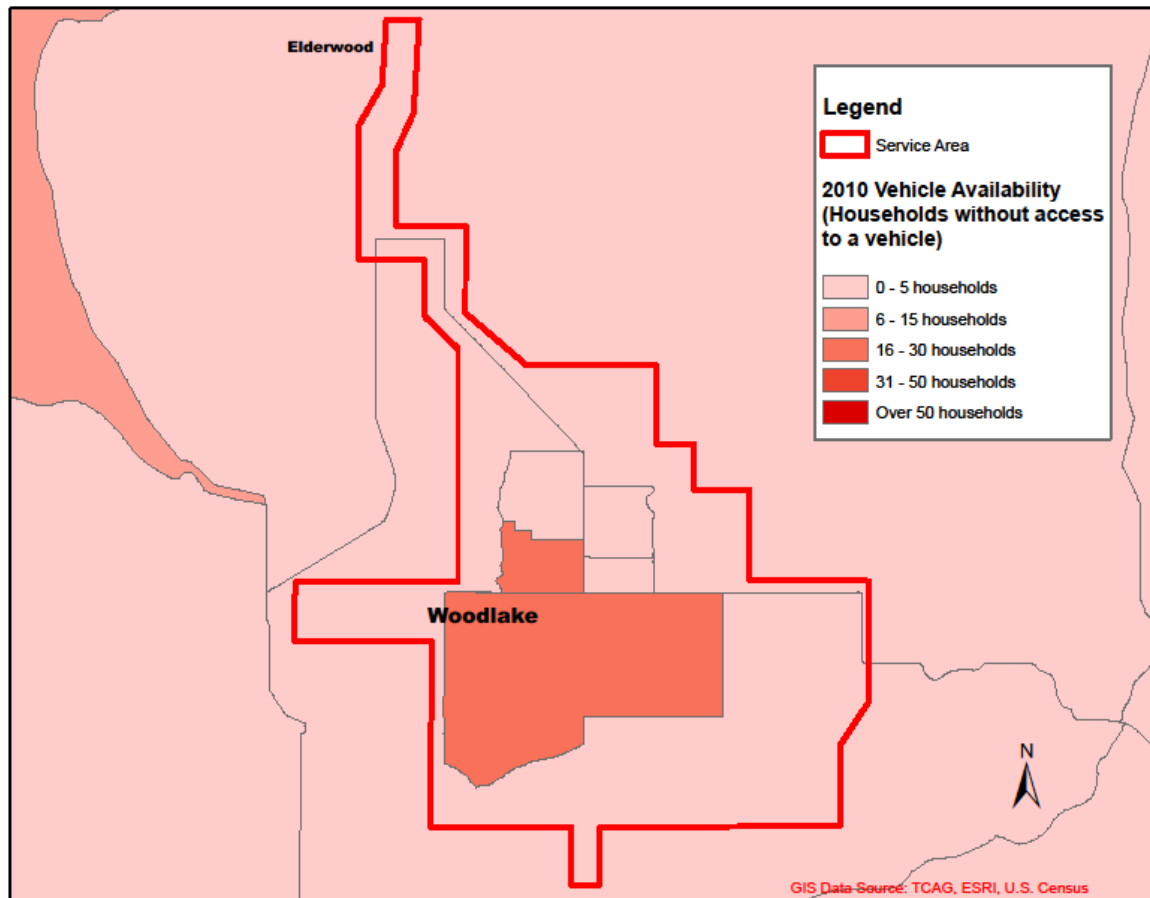 Elderwood
Legend
Service Area
2010 Vehicle Availability
(Households without access
to a vehicle)
0 - 5 households
6 - 15 households
16 - 30 households
31 - 50 households
Over 50 households
Woodlake
N
GIS Data Source: TCAG, ESRI, U.S. Census